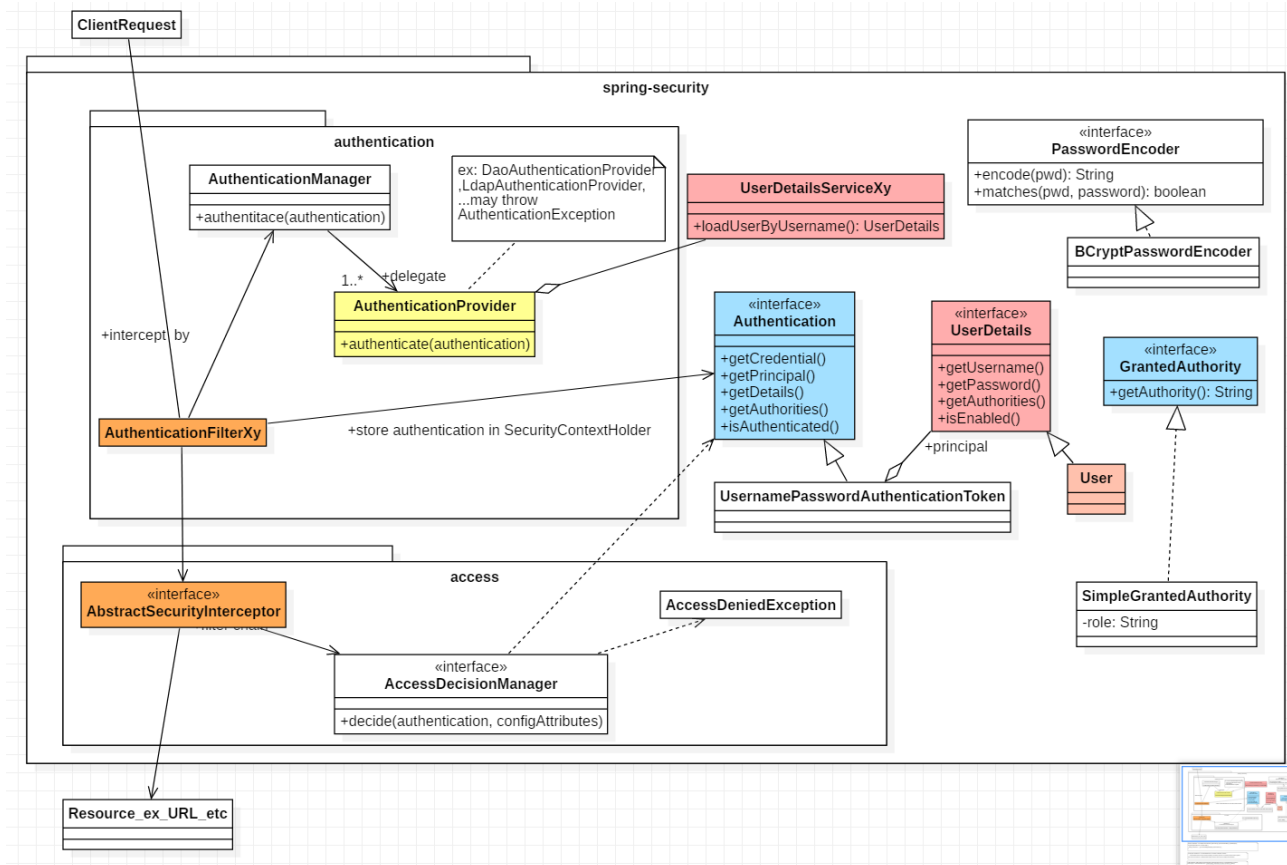 ClientRequest
spring-security
authentication
«interface»
PasswordEncoder
+encode(pwd): String
+matches(pwd, password): boolean
AuthenticationManager
+authentitace(authentication)
ex: DaoAuthenticationProvider
,LdapAuthenticationProvider,
...may throw
AuthenticationException
UserDetailsServiceXy
+loadUserByUsername(): UserDetails
BCryptPasswordEncoder
1..*
+delegate
AuthenticationProvider
+authenticate(authentication)
+intercept_by
«interface»
Authentication
+getCredential()
+getPrincipal()
+getDetails()
+getAuthorities()
+isAuthenticated()
«interface»
UserDetails
+getUsername()
+getPassword()
+getAuthorities()
+isEnabled()
«interface»
GrantedAuthority
+getAuthority(): String
AuthenticationFilterXy
+store authentication in SecurityContextHolder
+principal
User
UsernamePasswordAuthenticationToken
access
«interface»
AbstractSecurityInterceptor
AccessDeniedException
SimpleGrantedAuthority
-role: String
«interface»
AccessDecisionManager
+decide(authentication, configAttributes)
Resource_ex_URL_etc